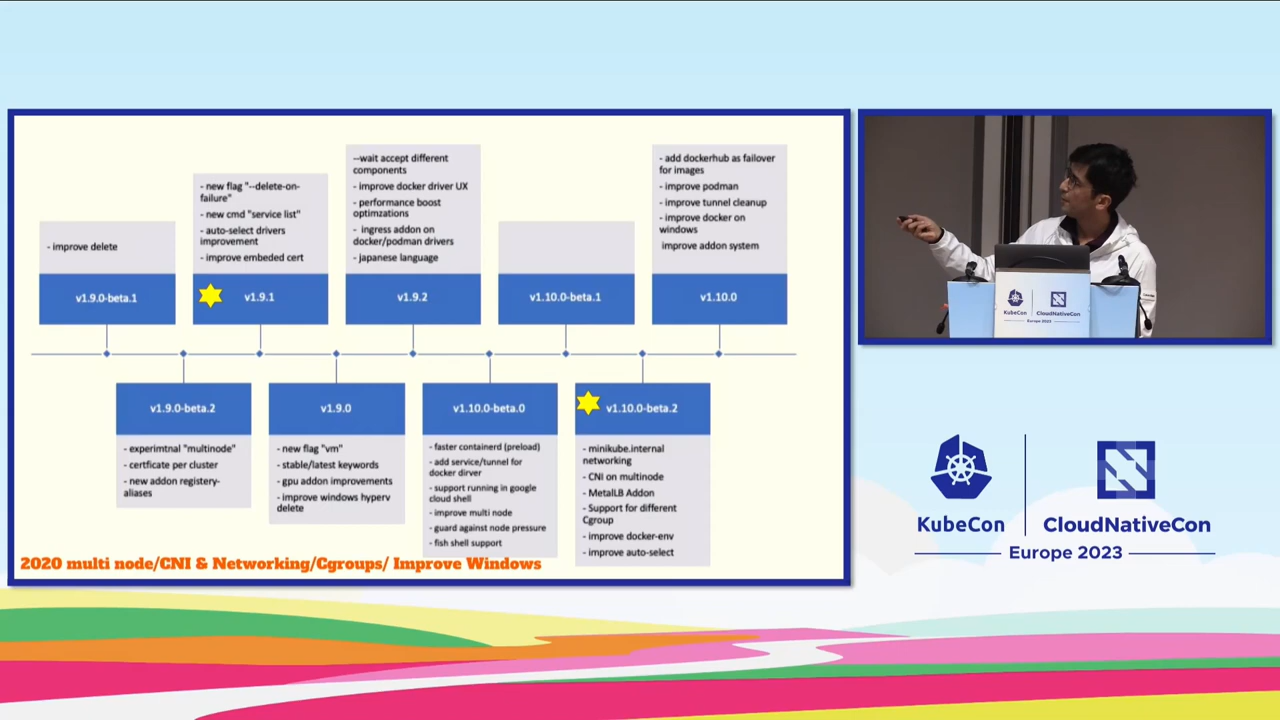 - improve delete
v1.9.0-beta.1
- new flag "--delete-on-
failure"
- new cmd "service list"
- auto-select drivers
improvement
- improve embeded cert
v1.9.1
--wait accept different
components
- improve docker driver UX
- performance boost
optimzations
- ingress addon on
docker/podman drivers
- japanese language
v1.9.2
v1.10.0-beta.1
- add dockerhub as failover
for images
- improve podman
- improve tunnel cleanup
- improve docker on
windows
improve addon system
v1.10.0
v1.9.0-beta.2
- experimtnal "multinode"
- certficate per cluster
- new addon registery-
aliases
v1.9.0
- new flag "vm"
- stable/latest keywords
- gpu addon improvements
- improve windows hyperv
delete
v1.10.0-beta.0
- faster containerd (preload)
- add service/tunnel for
docker dirver
- support running in google
cloud shell
- improve multi node
- guard against node pressure
- fish shell support
v1.10.0-beta.2
- minikube.internal
networking
- CNI on multinode
- MetalLB Addon
- Support for different
Cgroup
- improve docker-env
- improve auto-select
2020 multi node/CNI & Networking/Cgroups/ Improve Windows
KubeCon
CloudNativeCon
Europe 2023
KubeCon
CloudNativeCon
Europe 2023